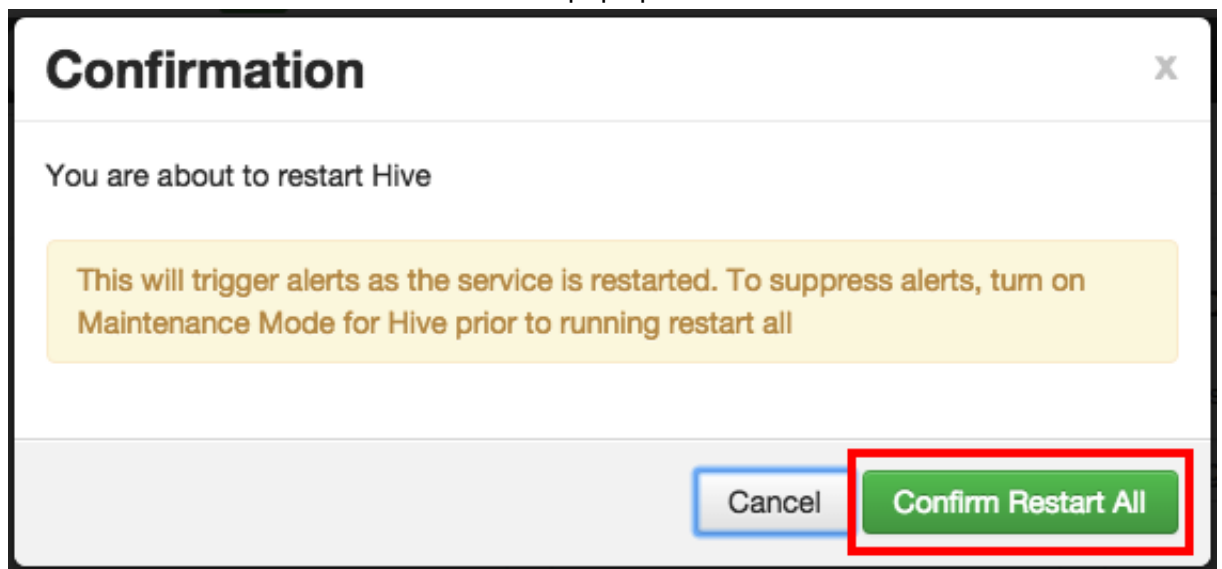 Confirmation
x
You are about to restart Hive
This will trigger alerts as the service is restarted. To suppress alerts, turn on
Maintenance Mode for Hive prior to running restart all
Cancel
Confirm Restart All